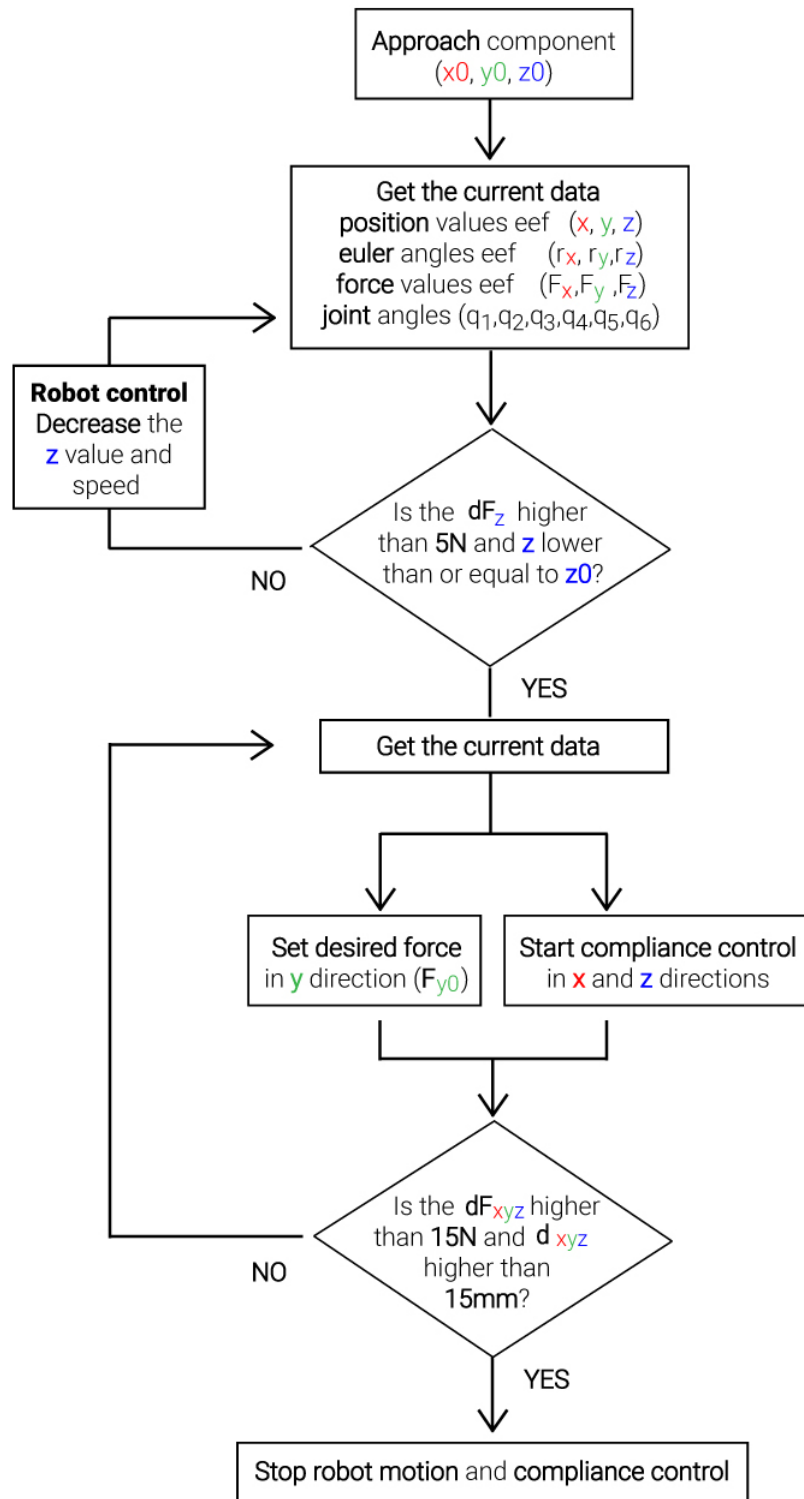 Approach component
(x0, y0, z0)
Get the current data
position values eef (x, y, z)
euler angles eef (rx, ry,rz)
force values eef (Fx,Fy ,Fz)
joint angles (q1,q2,q3,q4,q5,q6)
Robot control
Decrease the
z value and
speed
Is the dFz higher
than 5N and z lower
than or equal to z0?
NO
YES
Get the current data
Set desired force
in y direction (Fy0)
Start compliance control
in x and z directions
Is the dFxyz higher
than 15N and d xyz
higher than
15mm?
NO
YES
Stop robot motion and compliance control